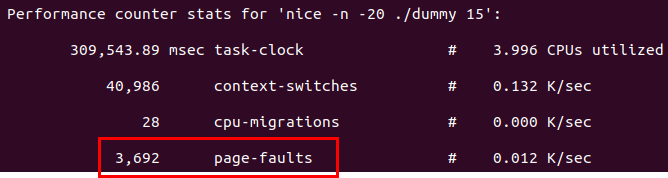 Performance counter stats for 'nice -n -20 ./dummy 15':
309,543.89 msec task-clock # 3.996 CPUs utilized
40,986 context-switches # 0.132 K/sec
28 cpu-migrations # 0.000 K/sec
3,692 page-faults # 0.012 K/sec